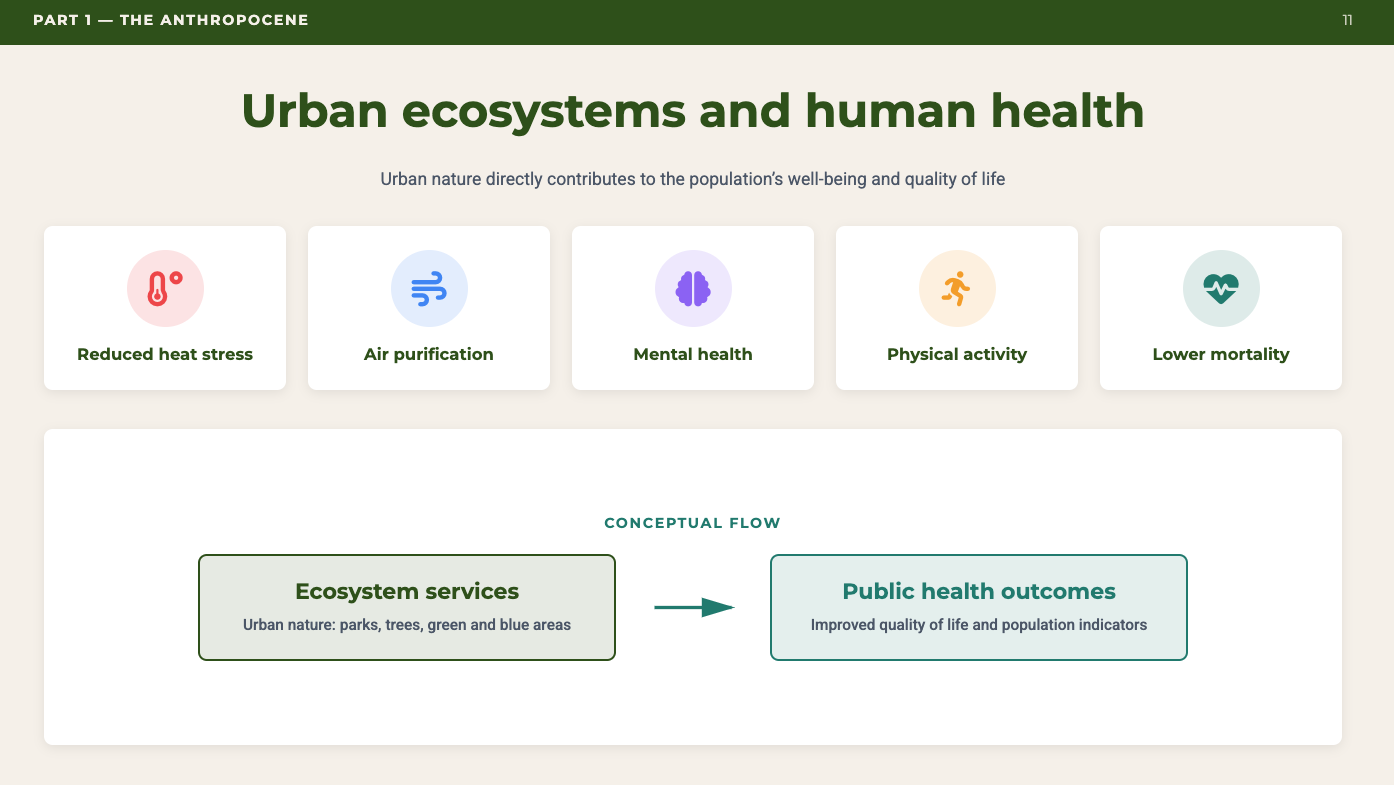 PART 1 — THE ANTHROPOCENE
11
Urban ecosystems and human health
Urban nature directly contributes to the population’s well-being and quality of life
Reduced heat stress
Air purification
Mental health
Physical activity
Lower mortality
CONCEPTUAL FLOW
Ecosystem services
Urban nature: parks, trees, green and blue areas
Public health outcomes
Improved quality of life and population indicators